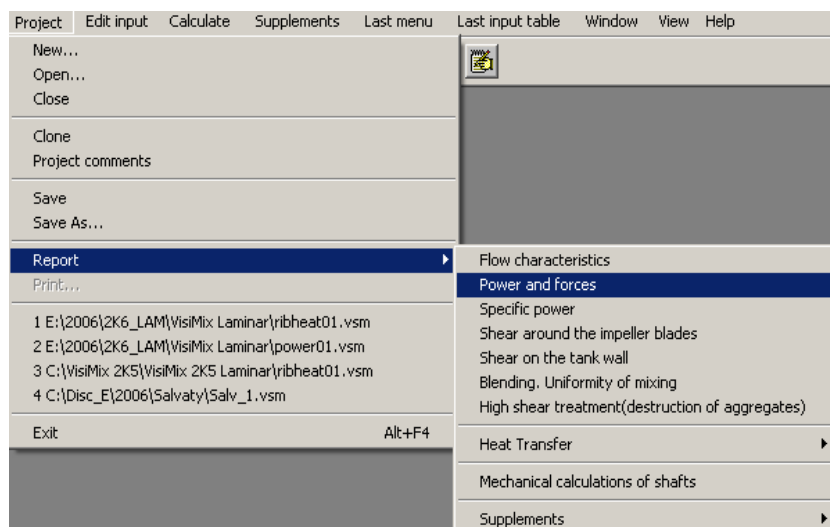 Project Edit input Calculate Supplements Last menu Last input table Window View Help
New...
Open...
Close
Clone
Project comments
Save
Save As...
Report
Print...
1 E:\2006\2K6_LAM\VisiMix Laminar\ribheat01.vsm
2 E:\2006\2K6_LAM\VisiMix Laminar\power01.vsm
3 C:\VisiMix 2K5\VisiMix 2K5 Laminar\ribheat01.vsm
4 C:\Disc_E\2006\Salvaty\Salv_1.vsm
Exit Alt+F4
Flow characteristics
Power and forces
Specific power
Shear around the impeller blades
Shear on the tank wall
Blending. Uniformity of mixing
High shear treatment(destruction of aggregates)
Heat Transfer
Mechanical calculations of shafts
Supplements